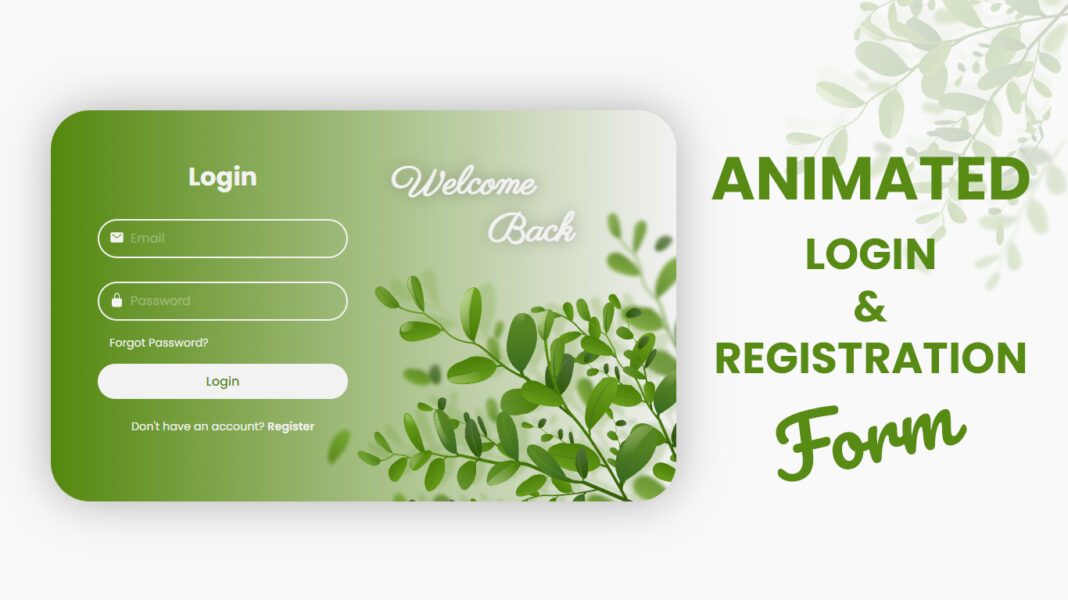 Login
Email
Password
Forgot Password?
Login
Don't have an account? Register
Welcome
Back
ANIMATED
LOGIN
&
REGISTRATION
Form